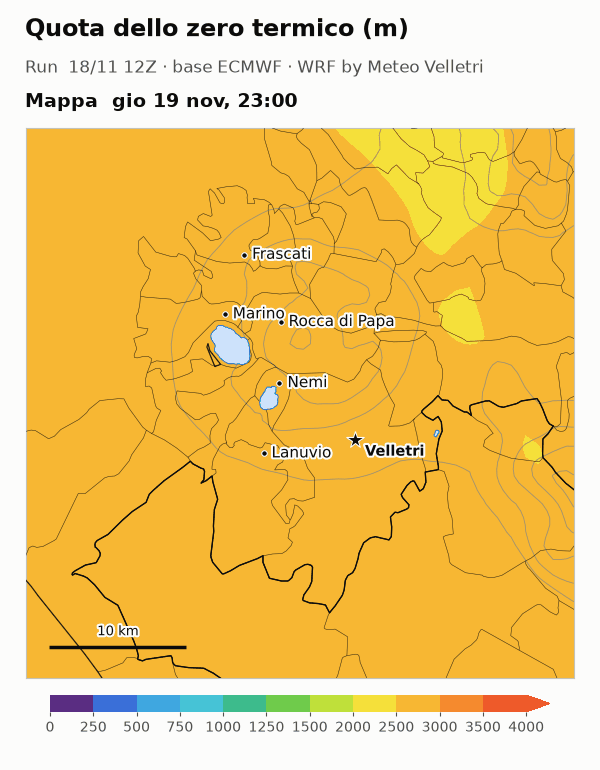 Quota dello zero termico (m)
Run  18/11 12Z · base ECMWF · WRF by Meteo Velletri
Mappa  gio 19 nov, 23:00
Frascati
Marino
Rocca di Papa
Nemi
Velletri
Lanuvio
10 km
0 250 500 750 1000 1250 1500 2000 2500 3000 3500 4000